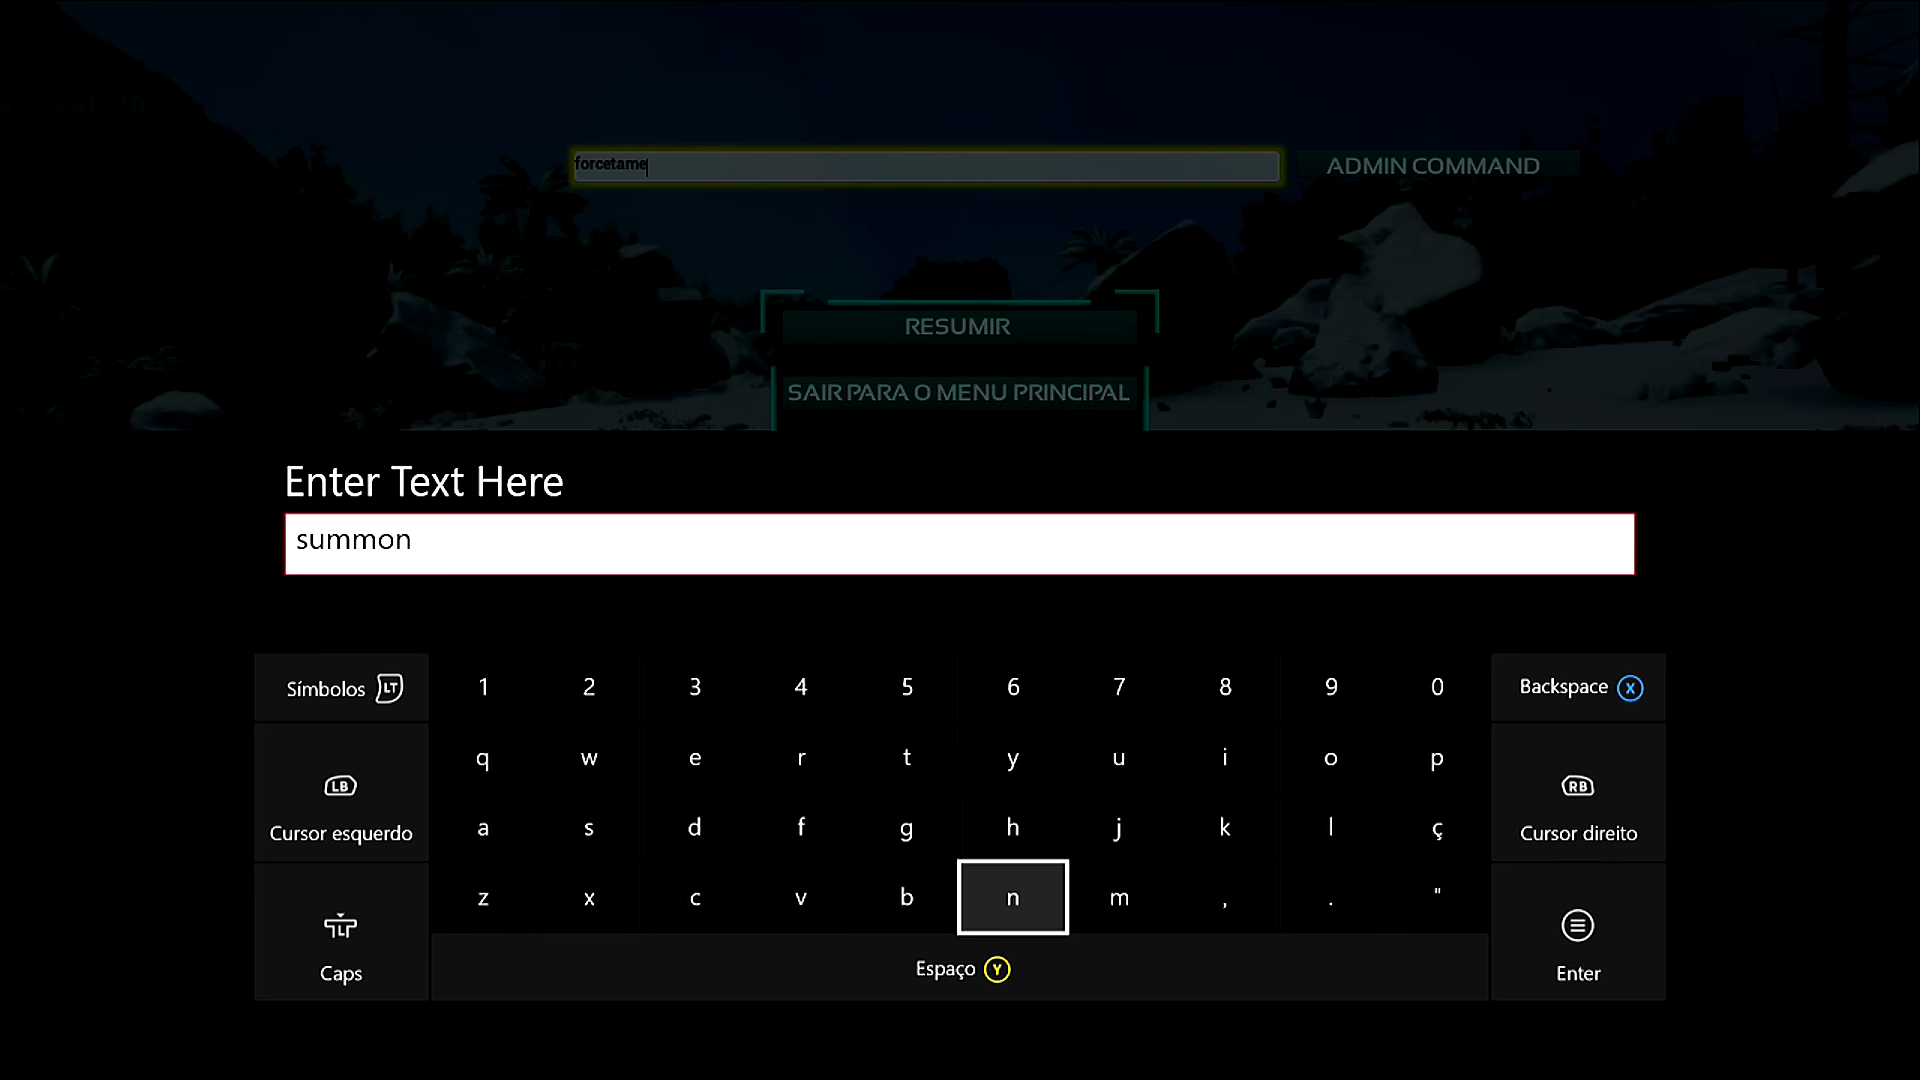 forcetame
ADMIN COMMAND
RESUMIR
SAIR PARA O MENU PRINCIPAL
Enter Text Here
summon
Símbolos LT 1 2 3 4 5 6 7 8 9 0 Backspace X
q w e r t y u i o p
LB RB
Cursor esquerdo a s d f g h j k l ç Cursor direito
z x c v b n m , . "
Caps Espaço Y Enter